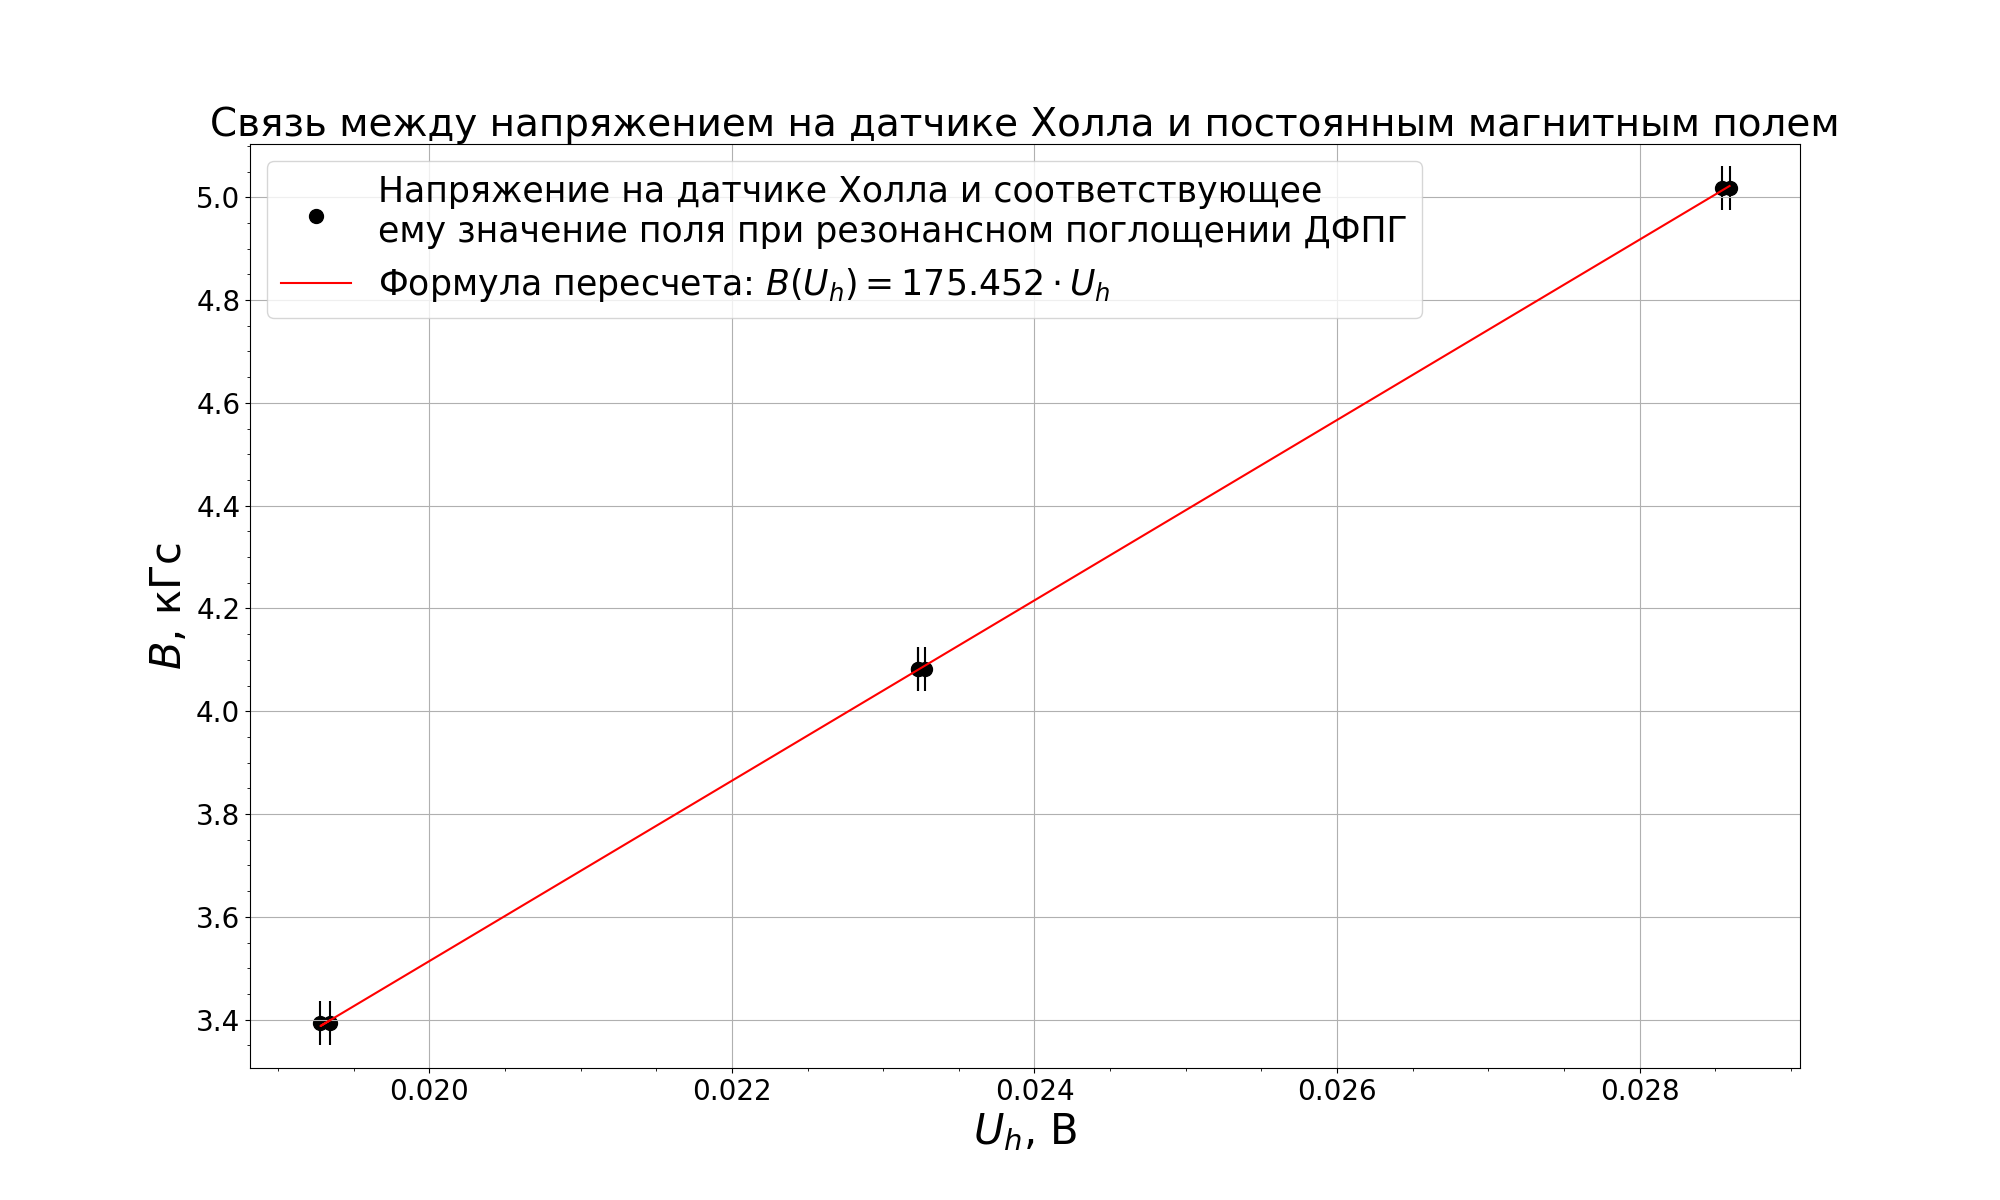 Связь между напряжением на датчике Холла и постоянным магнитным полем
Напряжение на датчике Холла и соответствующее
ему значение поля при резонансном поглощении ДФПГ
Формула пересчета: B(U_h) = 175.452 · U_h
5.0
4.8
4.6
4.4
4.2
4.0
3.8
3.6
3.4
B, кГс
0.020 0.022 0.024 0.026 0.028
U_h, В